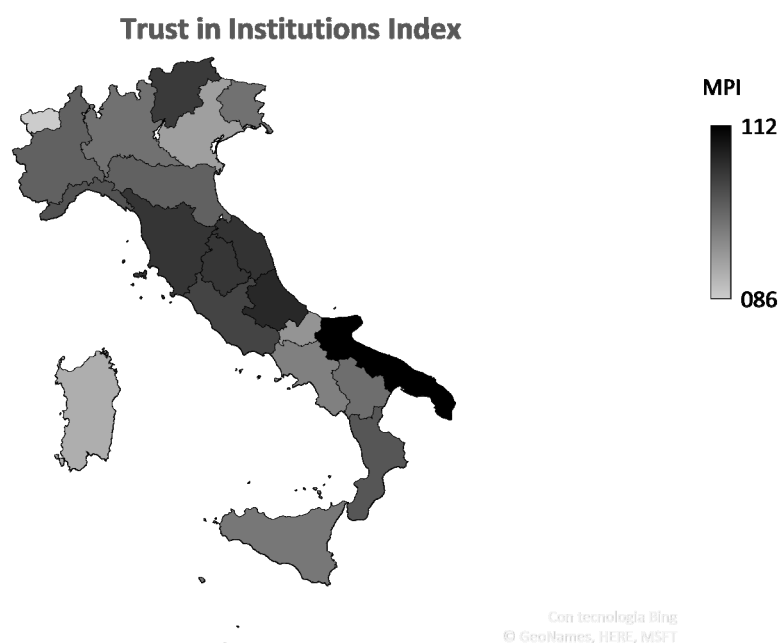 Trust in Institutions Index
MPI
112
086
Con tecnologia Bing
© GeoNames, HERE, MSFT